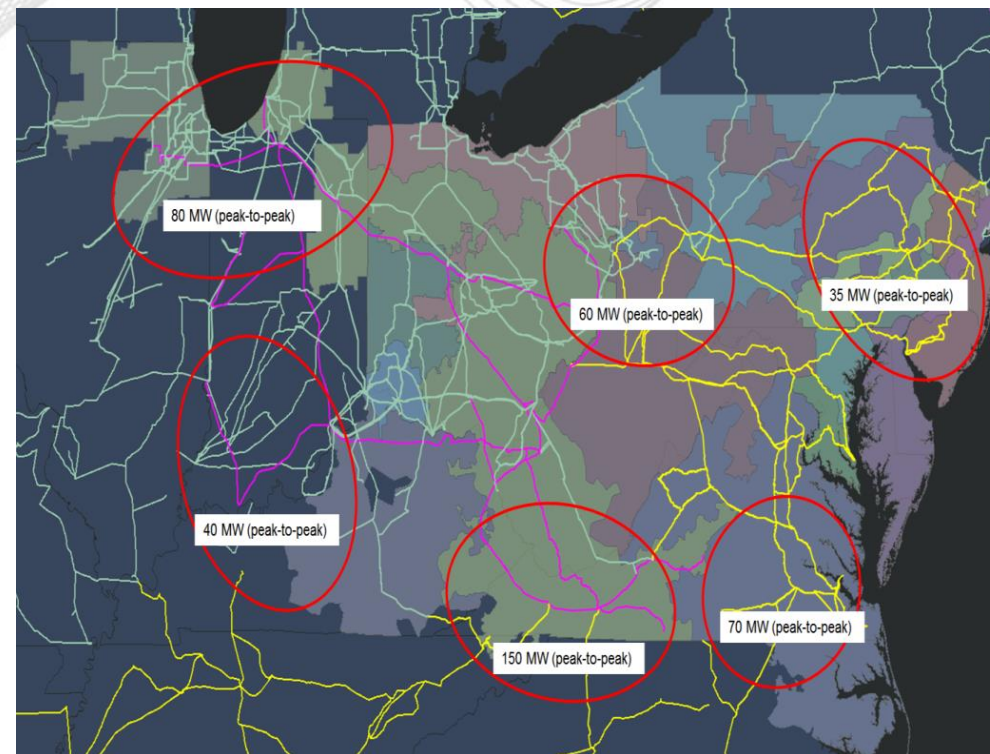 80 MW (peak-to-peak)
60 MW (peak-to-peak)
35 MW (peak-to-peak)
40 MW (peak-to-peak)
150 MW (peak-to-peak)
70 MW (peak-to-peak)